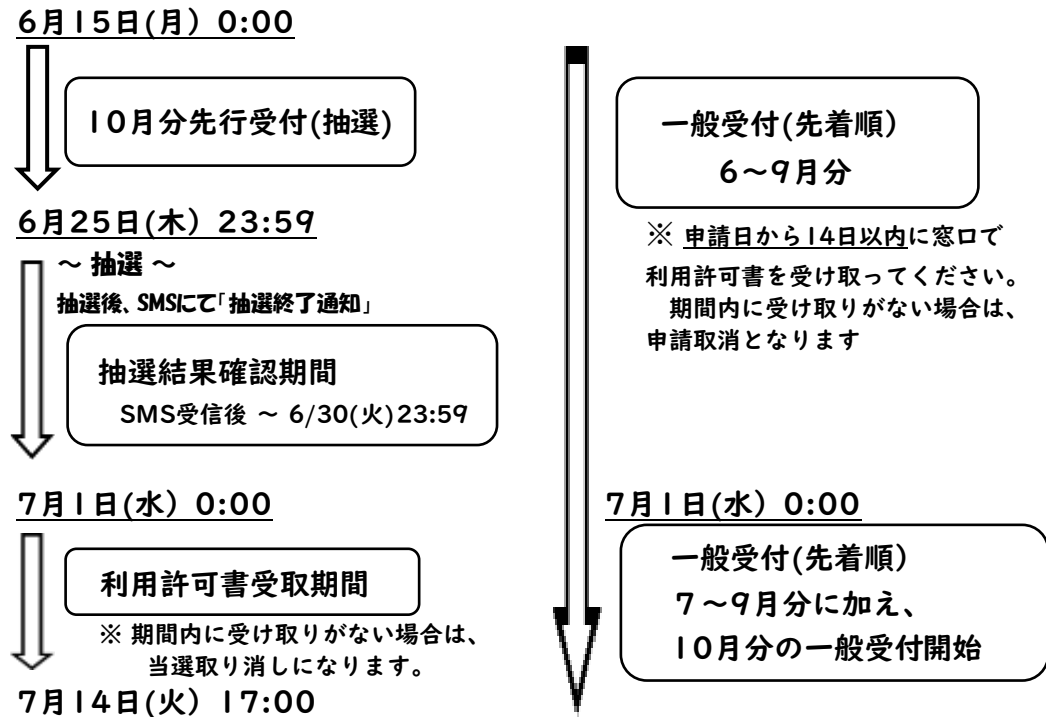 6月15日(月) 0:00
10月分先行受付(抽選)
6月25日(木) 23:59
～ 抽選 ～
抽選後、SMSにて「抽選終了通知」
抽選結果確認期間
SMS受信後 ～ 6/30(火)23:59
7月1日(水) 0:00
利用許可書受取期間
※ 期間内に受け取りがない場合は、
当選取り消しになります。
7月14日(火) 17:00
一般受付(先着順)
6～9月分
※ 申請日から14日以内に窓口で
利用許可書を受け取ってください。
期間内に受け取りがない場合は、
申請取消となります
7月1日(水) 0:00
一般受付(先着順)
7～9月分に加え、
10月分の一般受付開始